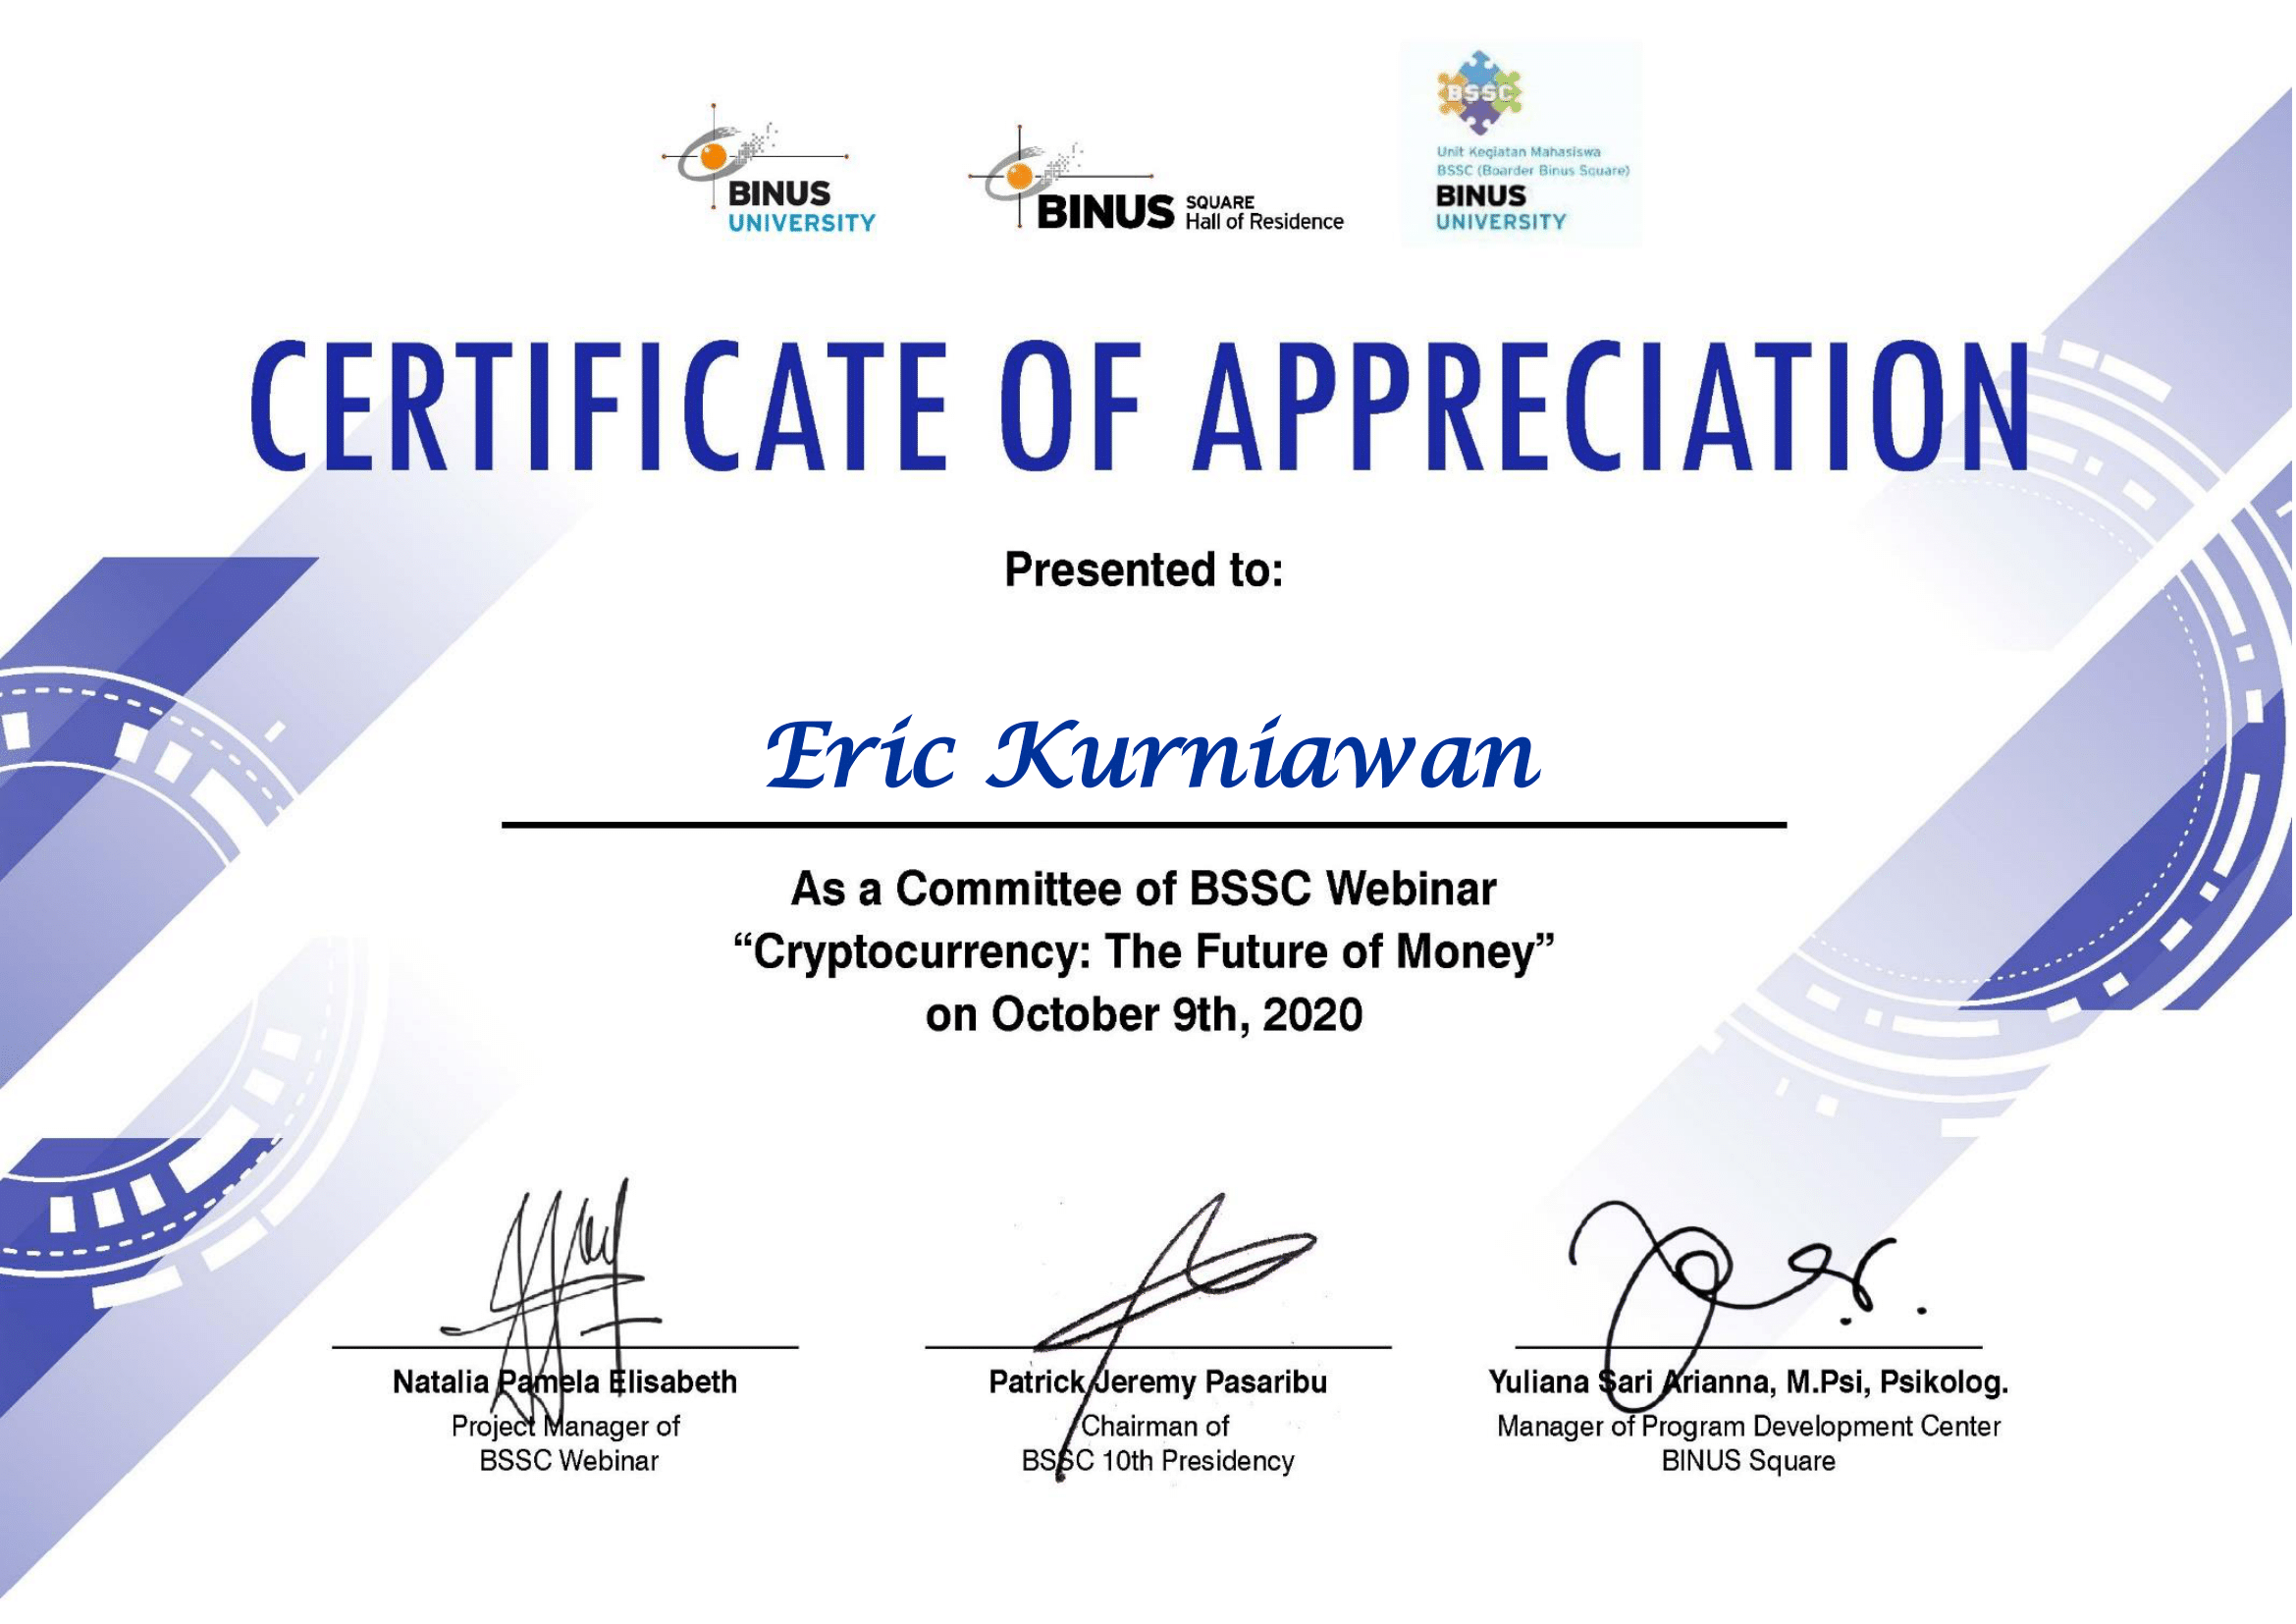 BINUS
UNIVERSITY
BINUS SQUARE
Hall of Residence
BSSC
Unit Kegiatan Mahasiswa
BSSC (Boarder Binus Square)
BINUS
UNIVERSITY
CERTIFICATE OF APPRECIATION
Presented to:
Eric Kurniawan
As a Committee of BSSC Webinar
“Cryptocurrency: The Future of Money”
on October 9th, 2020
Natalia Pamela Elisabeth
Project Manager of
BSSC Webinar
Patrick Jeremy Pasaribu
Chairman of
BSSC 10th Presidency
Yuliana Sari Arianna, M.Psi, Psikolog.
Manager of Program Development Center
BINUS Square